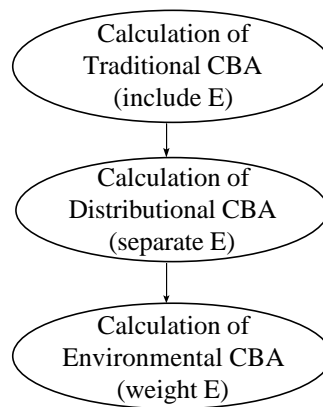 Calculation of
Traditional CBA
(include E)
Calculation of
Distributional CBA
(separate E)
Calculation of
Environmental CBA
(weight E)